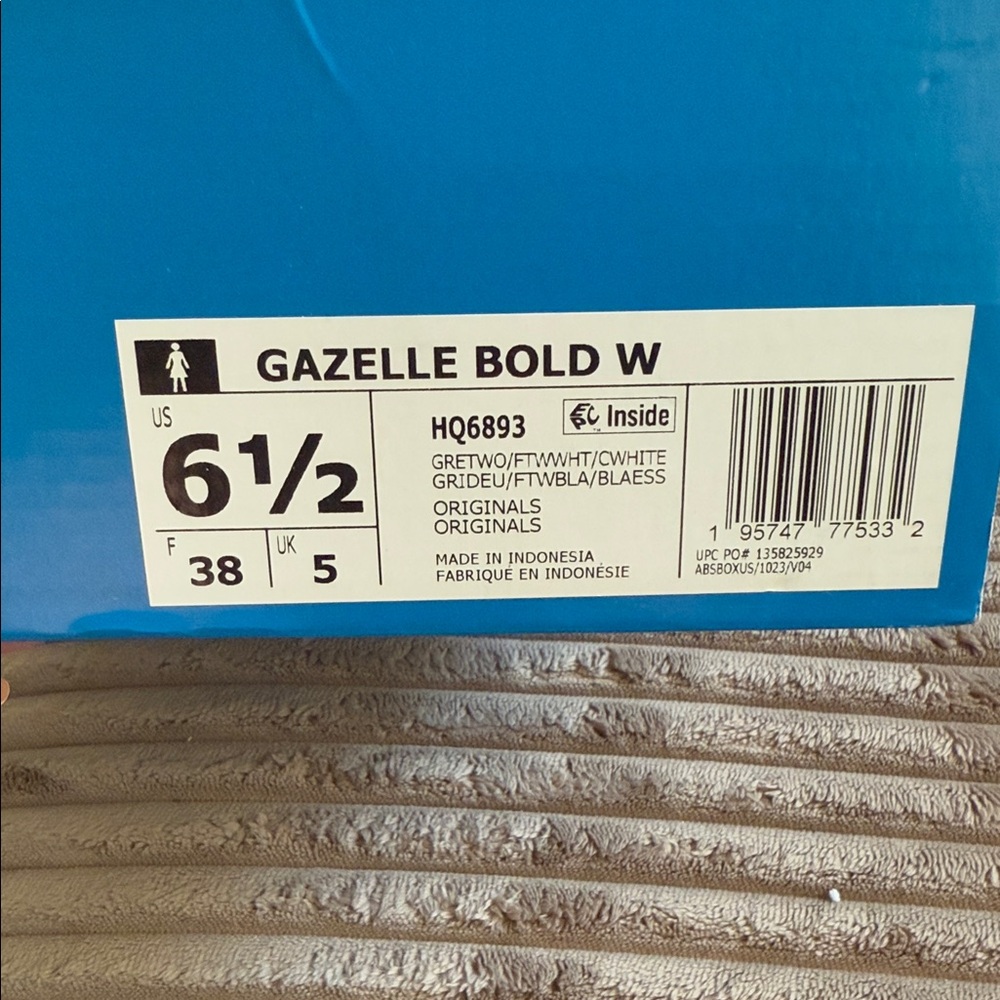 GAZELLE BOLD W
US
6½
F
38
UK
5
HQ6893
Inside
GRETWO/FTWWHT/CWHITE
GRIDEU/FTWBLA/BLAESS
ORIGINALS
ORIGINALS
MADE IN INDONESIA
FABRIQUÉ EN INDONÉSIE
1 95747 77533 2
UPC PO# 135825929
ABSBOXUS/1023/V04